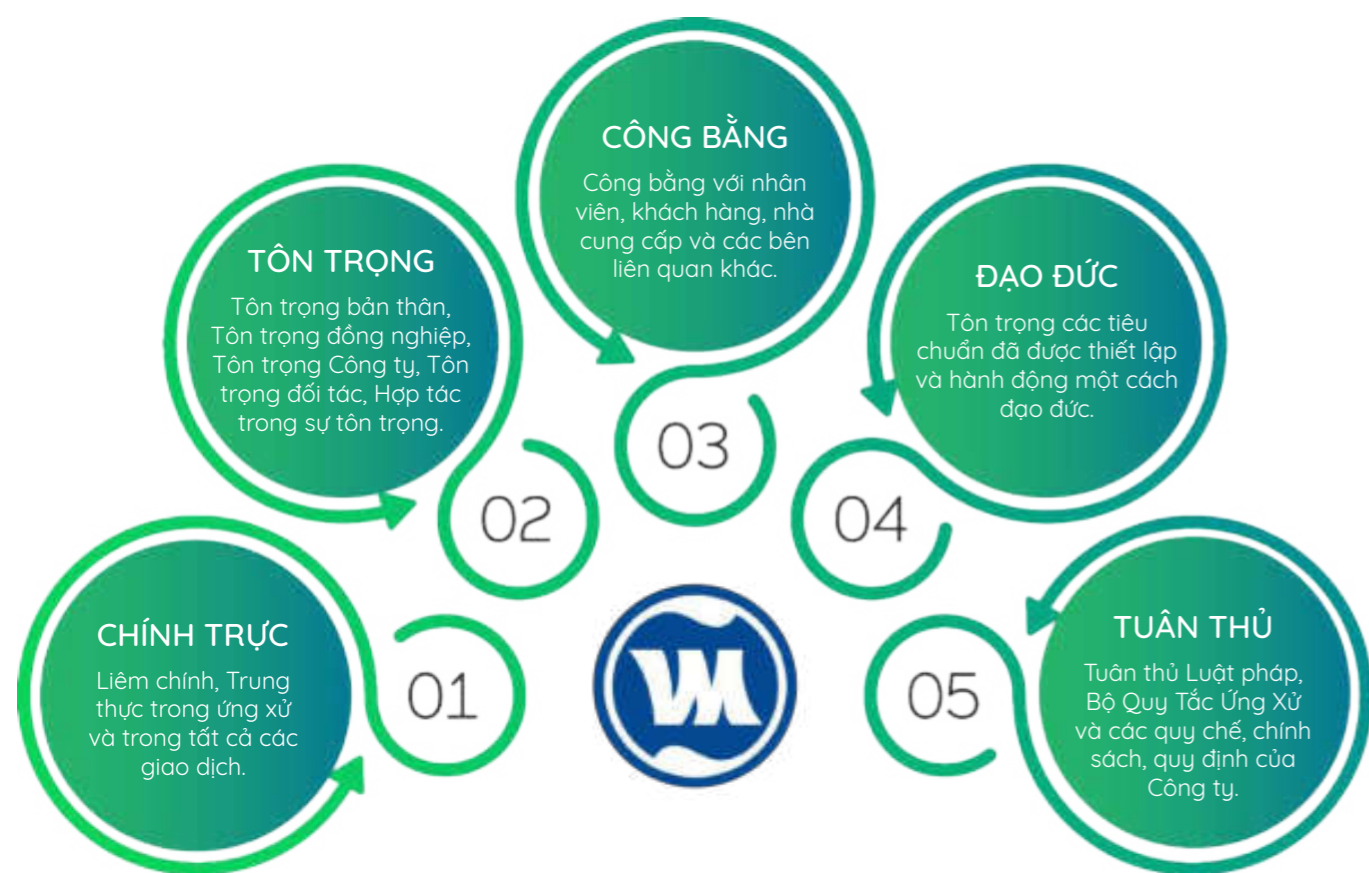 CHÍNH TRỰC
Liêm chính, Trung
thực trong ứng xử
và trong tất cả các
giao dịch.
01
TÔN TRỌNG
Tôn trọng bản thân,
Tôn trọng đồng nghiệp,
Tôn trọng Công ty, Tôn
trọng đối tác, Hợp tác
trong sự tôn trọng.
02
CÔNG BẰNG
Công bằng với nhân
viên, khách hàng, nhà
cung cấp và các bên
liên quan khác.
03
ĐẠO ĐỨC
Tôn trọng các tiêu
chuẩn đã được thiết lập
và hành động một cách
đạo đức.
04
TUÂN THỦ
Tuân thủ Luật pháp,
Bộ Quy Tắc Ứng Xử
và các quy chế, chính
sách, quy định của
Công ty.
05
VM